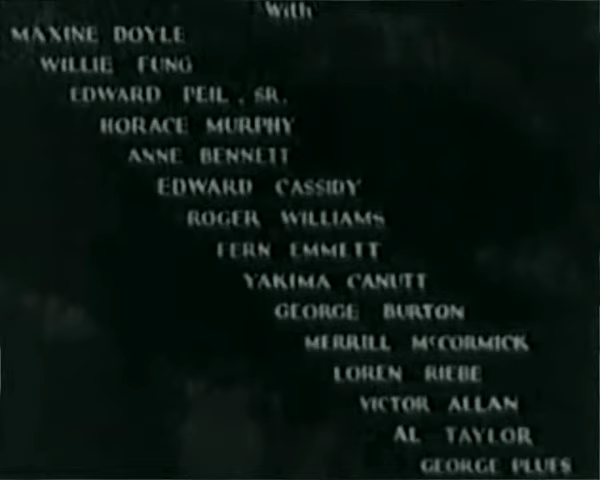 With
MAXINE DOYLE
WILLIE FUNG
EDWARD PEIL, SR.
HORACE MURPHY
ANNE BENNETT
EDWARD CASSIDY
ROGER WILLIAMS
FERN EMMETT
YAKIMA CANUTT
GEORGE BURTON
MERRILL McCORMICK
LOREN RIEBE
VICTOR ALLAN
AL TAYLOR
GEORGE PLUES